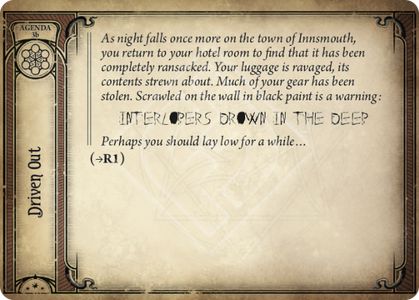 AGENDA
3b
Driven Out
As night falls once more on the town of Innsmouth,
you return to your hotel room to find that it has been
completely ransacked. Your luggage is ravaged, its
contents strewn about. Much of your gear has been
stolen. Scrawled on the wall in black paint is a warning:
INTERLOPERS DROWN IN THE DEEP
Perhaps you should lay low for a while…
(→R1)